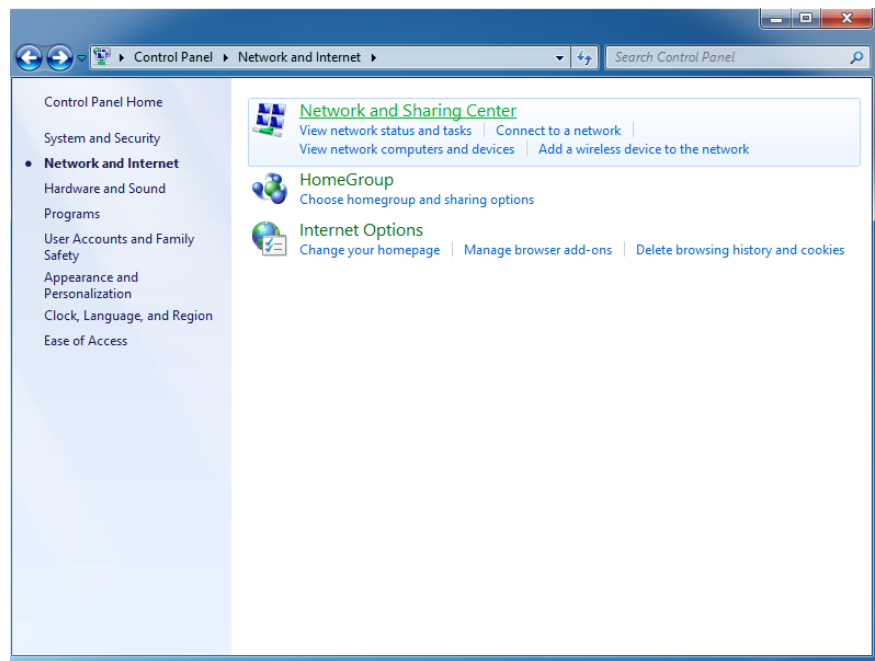 Control Panel Network and Internet Search Control Panel
Control Panel Home
System and Security
Network and Internet
Hardware and Sound
Programs
User Accounts and Family
Safety
Appearance and
Personalization
Clock, Language, and Region
Ease of Access
Network and Sharing Center
View network status and tasks Connect to a network
View network computers and devices Add a wireless device to the network
HomeGroup
Choose homegroup and sharing options
Internet Options
Change your homepage Manage browser add-ons Delete browsing history and cookies